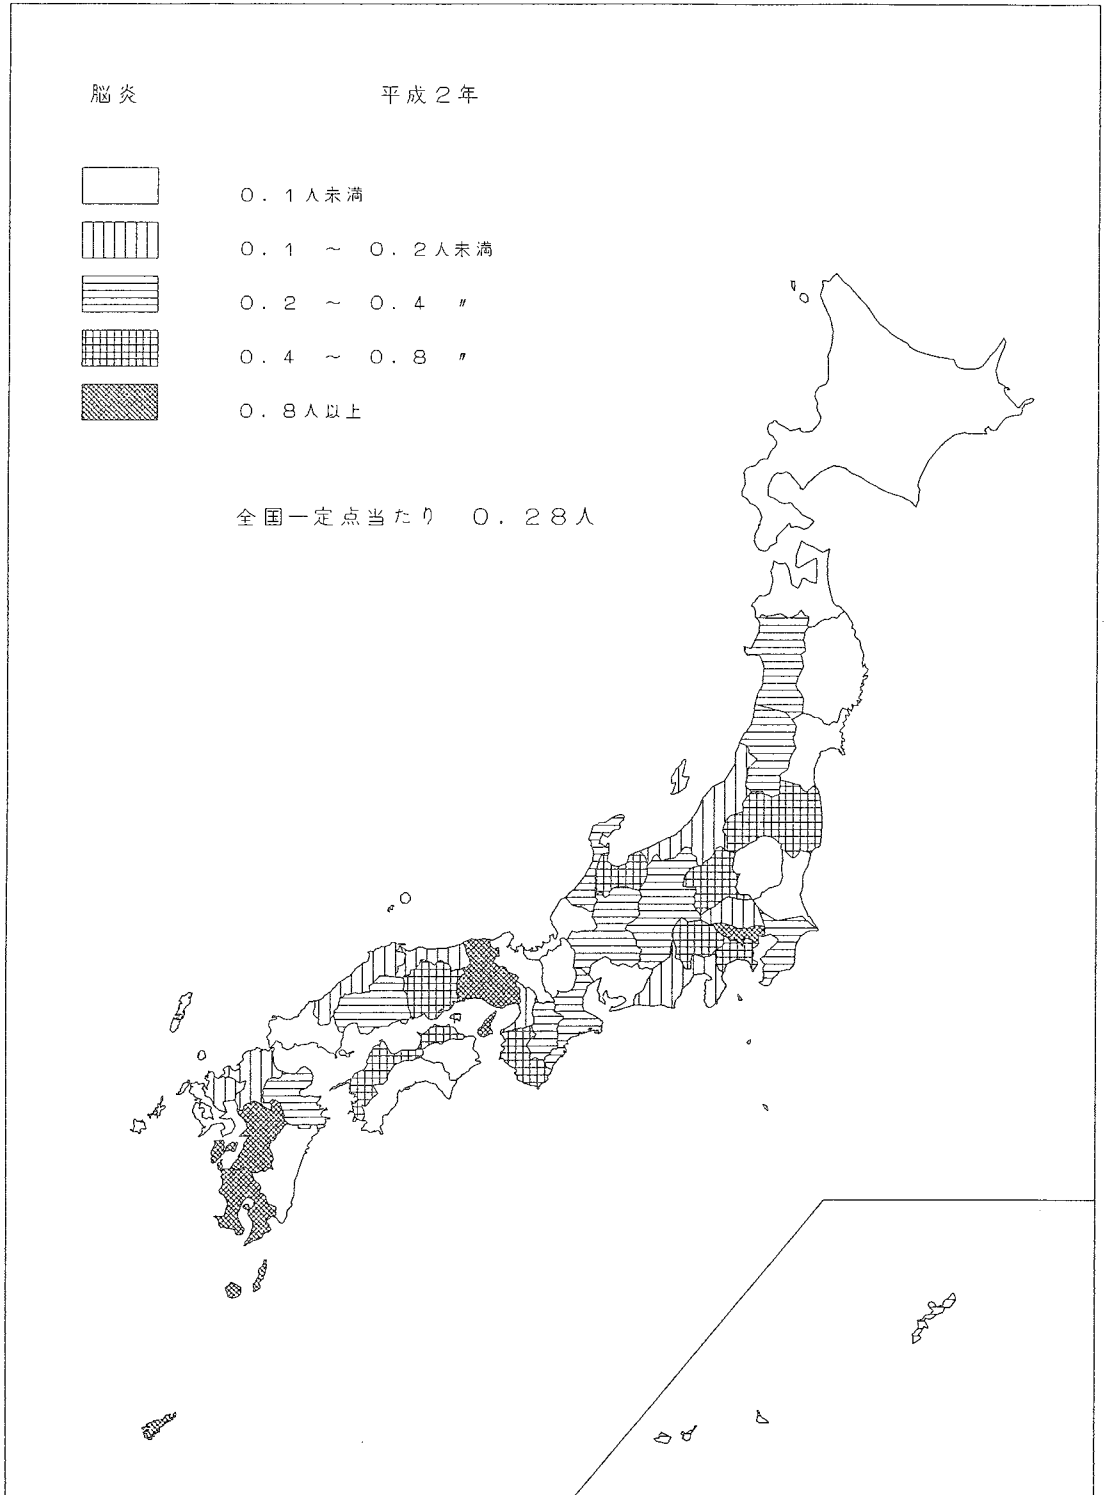 脳炎 平成2年
0.1人未満
0.1 ～ 0.2人未満
0.2 ～ 0.4 〃
0.4 ～ 0.8 〃
0.8人以上
全国一定点当たり 0.28人